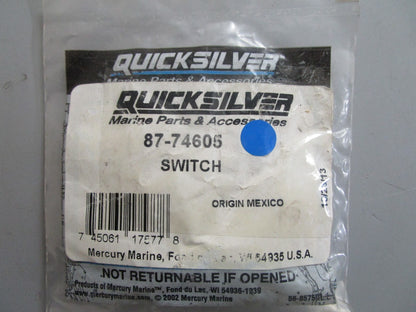 QUICKSILVER
Marine Parts & Accessories
QUICKSILVER
Marine Parts & Accessories
87-74605
SWITCH
ORIGIN MEXICO
7 45061 17577 8
Mercury Marine, Fond du Lac, WI 54935 U.S.A.
NOT RETURNABLE IF OPENED
Products of Mercury Marine™, Fond du Lac, WI 54936-1939
www.mercurymarine.com © 2002 Mercury Marine